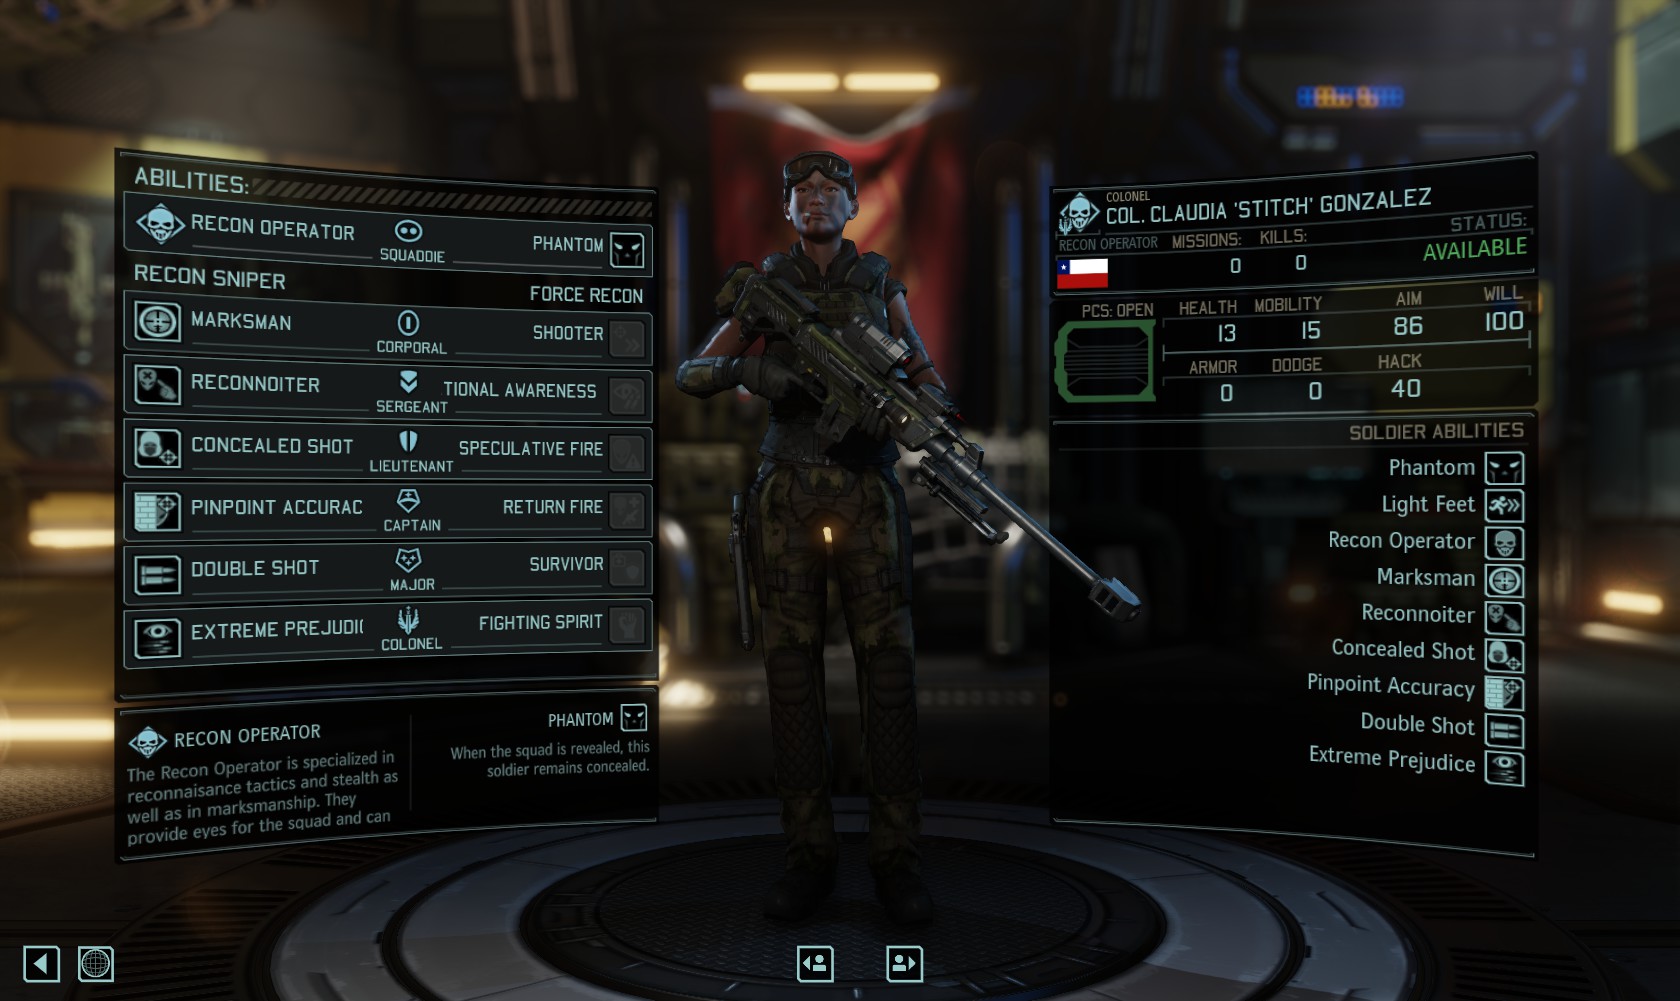 ABILITIES:
RECON OPERATOR
SQUADDIE
PHANTOM
RECON SNIPER
FORCE RECON
MARKSMAN
CORPORAL
SHOOTER
RECONNOITER
SERGEANT
TIONAL AWARENESS
CONCEALED SHOT
LIEUTENANT
SPECULATIVE FIRE
PINPOINT ACCURAC
CAPTAIN
RETURN FIRE
DOUBLE SHOT
MAJOR
SURVIVOR
EXTREME PREJUDI
COLONEL
FIGHTING SPIRIT
RECON OPERATOR
The Recon Operator is specialized in
reconnaisance tactics and stealth as
well as in marksmanship. They
provide eyes for the squad and can
PHANTOM
When the squad is revealed, this
soldier remains concealed.
COLONEL
COL. CLAUDIA 'STITCH' GONZALEZ
RECON OPERATOR
MISSIONS: KILLS:
0 0
STATUS:
AVAILABLE
PCS: OPEN
HEALTH MOBILITY AIM WILL
13 15 86 100
ARMOR DODGE HACK
0 0 40
SOLDIER ABILITIES
Phantom
Light Feet
Recon Operator
Marksman
Reconnoiter
Concealed Shot
Pinpoint Accuracy
Double Shot
Extreme Prejudice